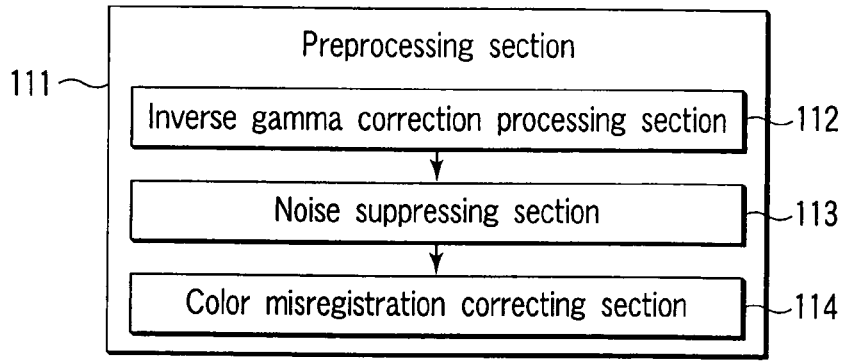 Preprocessing section
111
Inverse gamma correction processing section
112
Noise suppressing section
113
Color misregistration correcting section
114